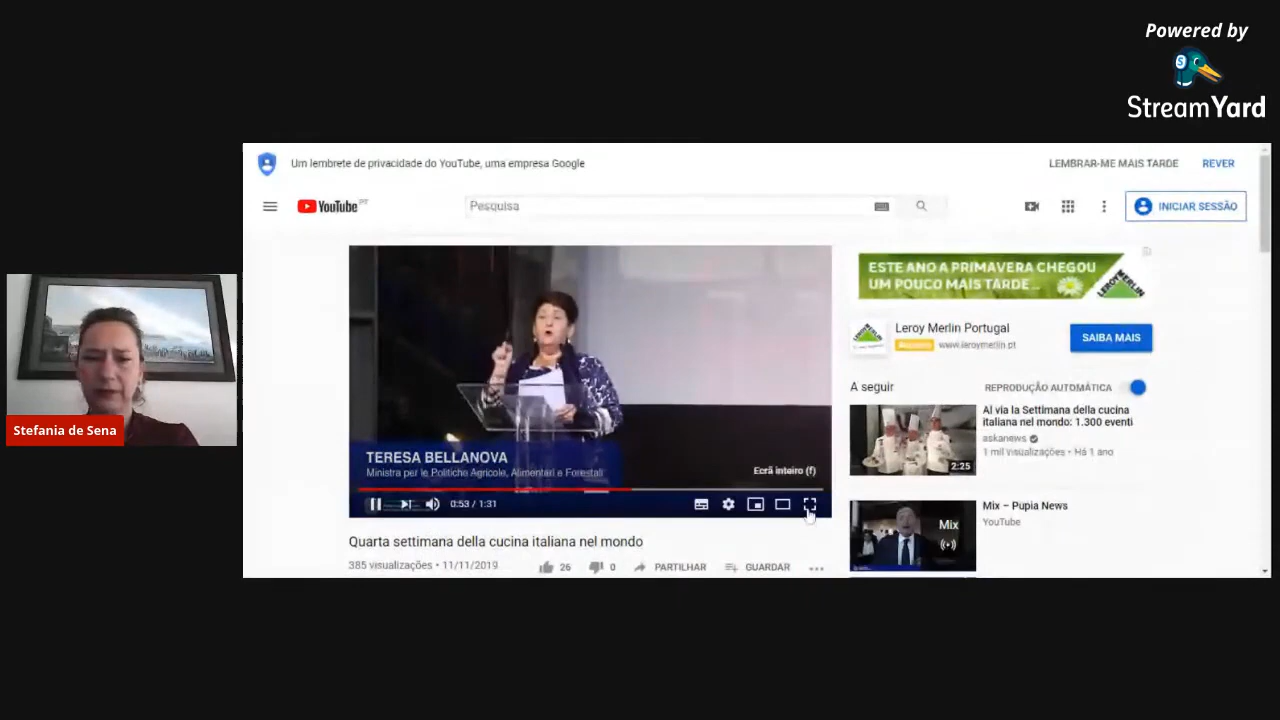 Powered by
StreamYard
Um lembrete de privacidade do YouTube, uma empresa Google
LEMBRAR-ME MAIS TARDE
REVER
YouTube PT
Pesquisa
INICIAR SESSÃO
ESTE ANO A PRIMAVERA CHEGOU
UM POUCO MAIS TARDE...
LEROY MERLIN
Leroy Merlin Portugal
www.leroymerlin.pt
SAIBA MAIS
TERESA BELLANOVA
Ministra per le Politiche Agricole, Alimentari e Forestali
Ecrã inteiro (f)
0:53 / 1:31
A seguir
REPRODUÇÃO AUTOMÁTICA
Al via la Settimana della cucina
italiana nel mondo: 1.300 eventi
askanews
1 mil visualizações • Há 1 ano
2:25
Mix – Pupia News
YouTube
Mix
Quarta settimana della cucina italiana nel mondo
385 visualizações • 11/11/2019
26
0
PARTILHAR
GUARDAR
Stefania de Sena